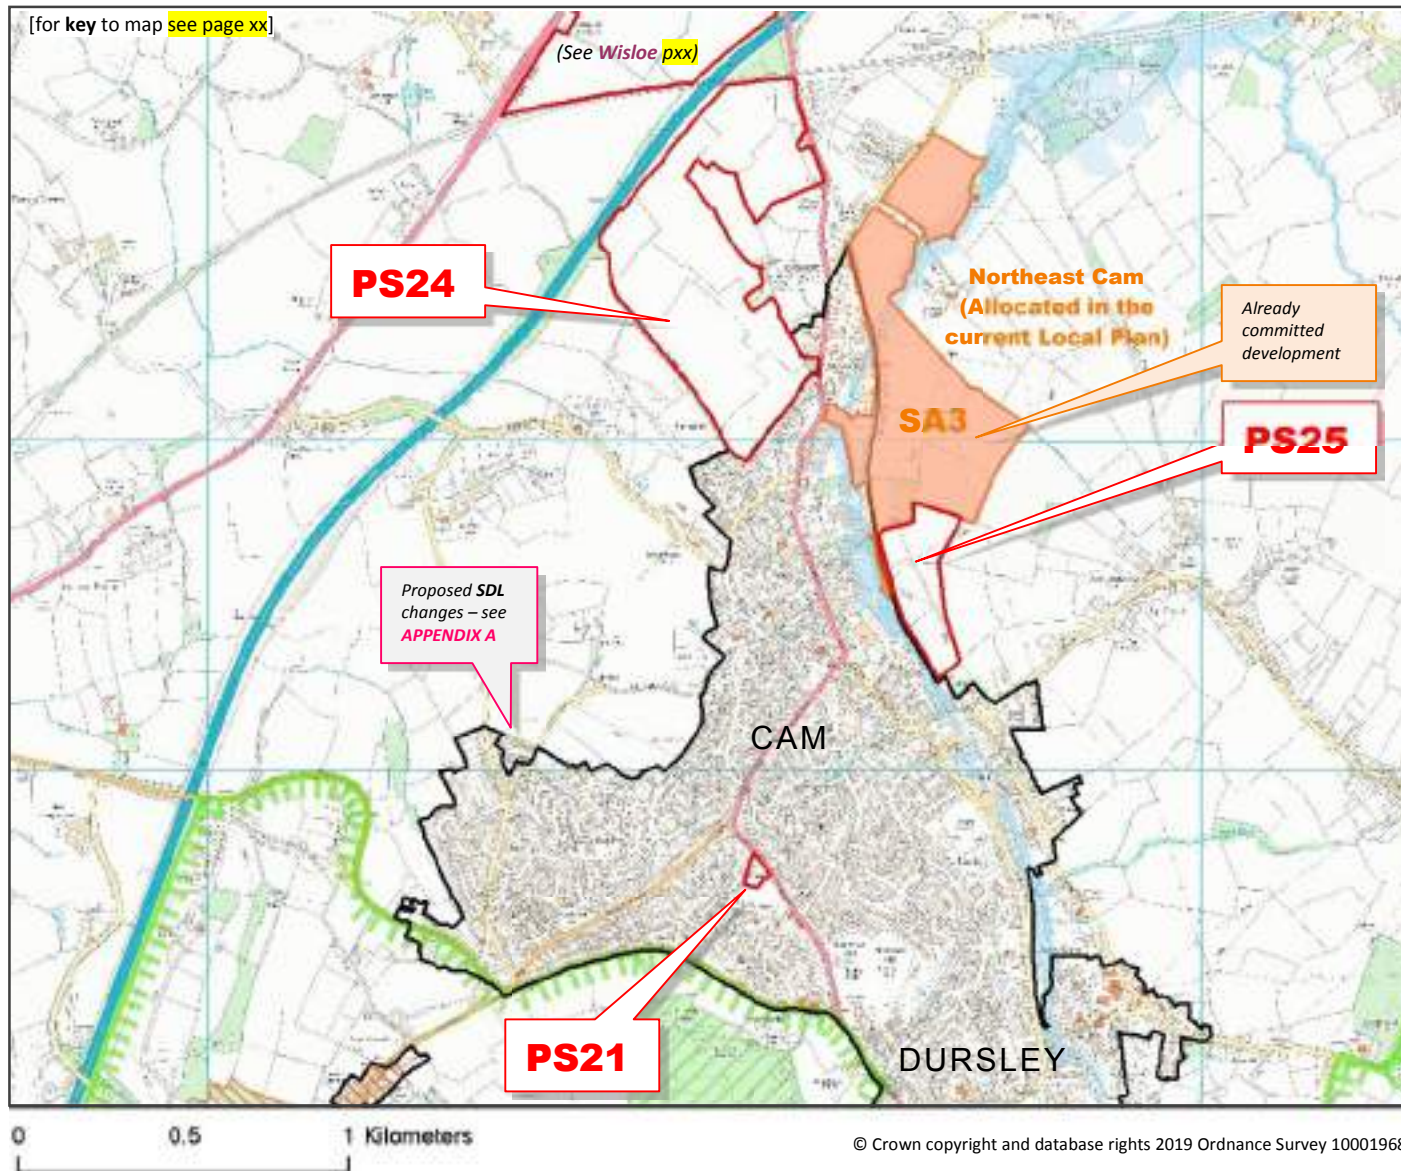 [for key to map see page xx]
(See Wisloe pxx)
PS24
Northeast Cam
(Allocated in the
current Local Plan)
Already
committed
development
SA3
PS25
Proposed SDL
changes – see
APPENDIX A
CAM
PS21
DURSLEY
0 0.5 1 Kilometers
© Crown copyright and database rights 2019 Ordnance Survey 10001968